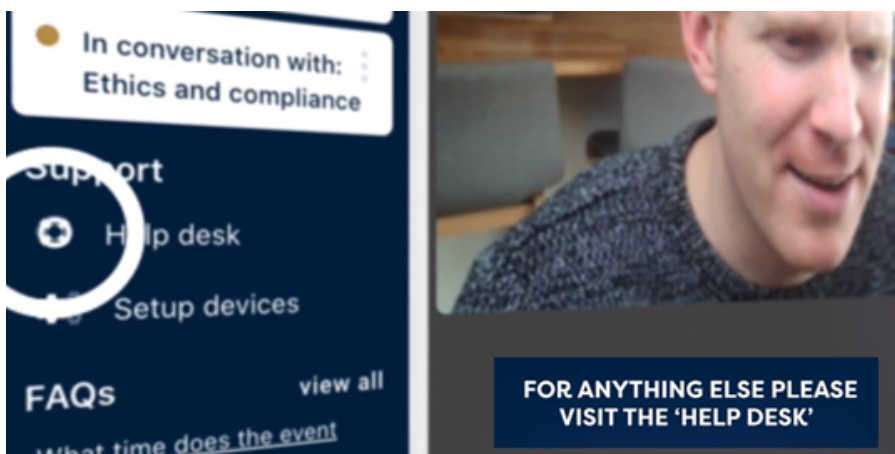 In conversation with:
Ethics and compliance
Support
Help desk
Setup devices
FAQs
view all
What time does the event
FOR ANYTHING ELSE PLEASE
VISIT THE ‘HELP DESK’